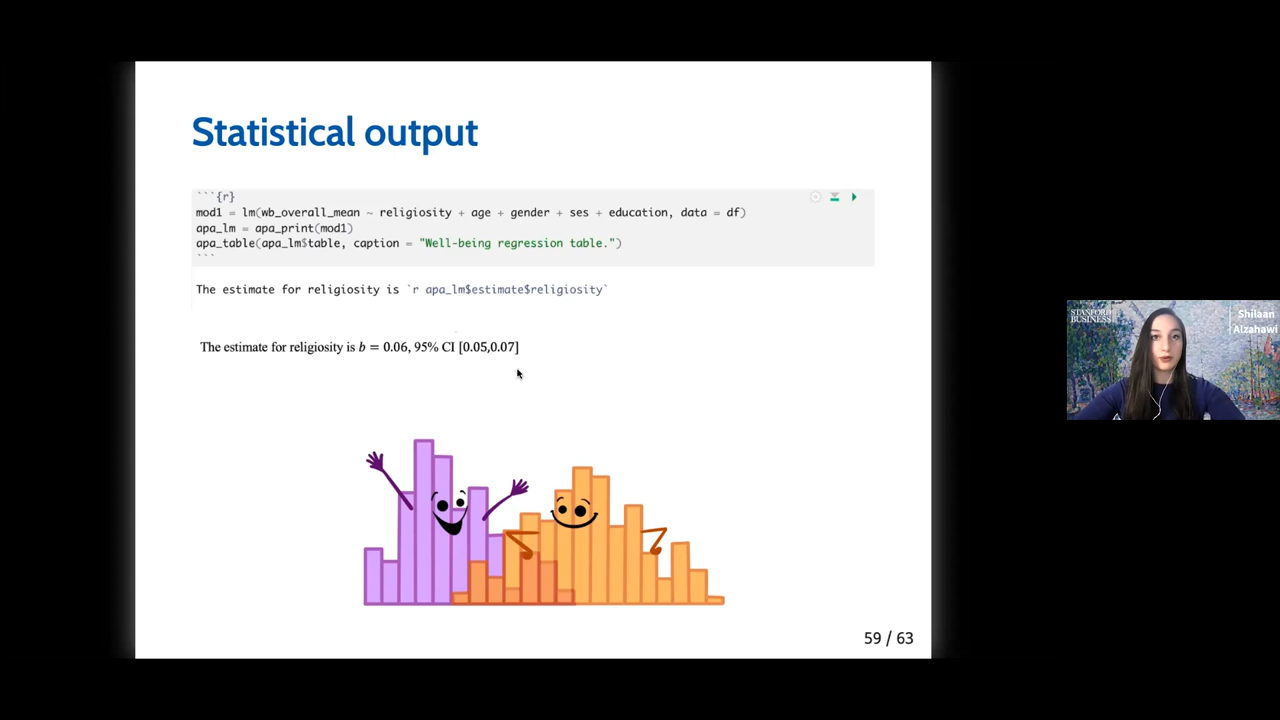 Statistical output
```{r}
mod1 = lm(wb_overall_mean ~ religiosity + age + gender + ses + education, data = df)
apa_lm = apa_print(mod1)
apa_table(apa_lm$table, caption = "Well-being regression table.")
```
The estimate for religiosity is `r apa_lm$estimate$religiosity`
The estimate for religiosity is b = 0.06, 95% CI [0.05,0.07]
59 / 63
STANFORD
BUSINESS
Shilaan
Alzahawi